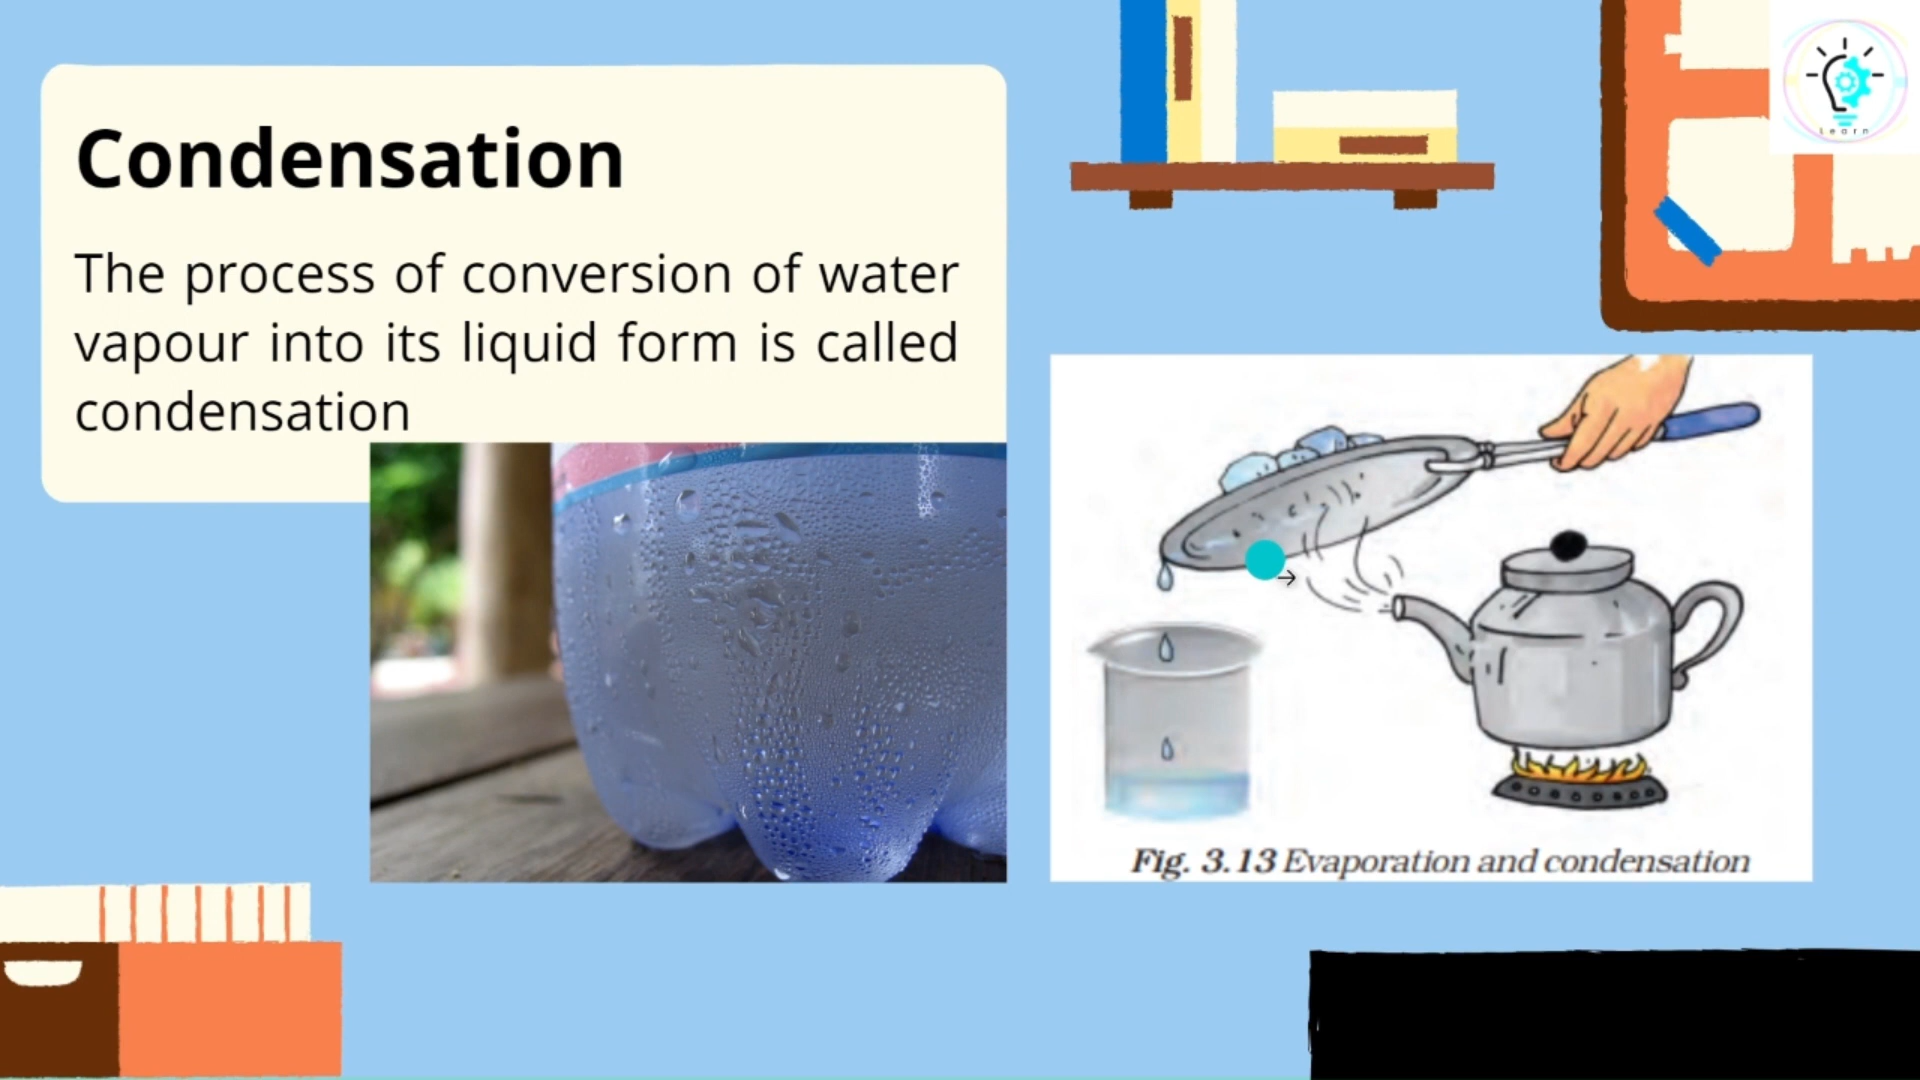 Condensation
The process of conversion of water
vapour into its liquid form is called
condensation
Learn
Fig. 3.13 Evaporation and condensation